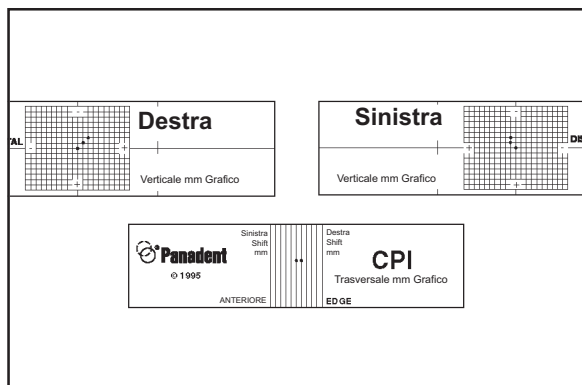 Destra
TAL
- + - +
Verticale mm Grafico
Sinistra
DIS
- + - +
Verticale mm Grafico
Sinistra
Shift
mm
Destra
Shift
mm
Panadent
© 1995
CPI
Trasversale mm Grafico
ANTERIORE
EDGE